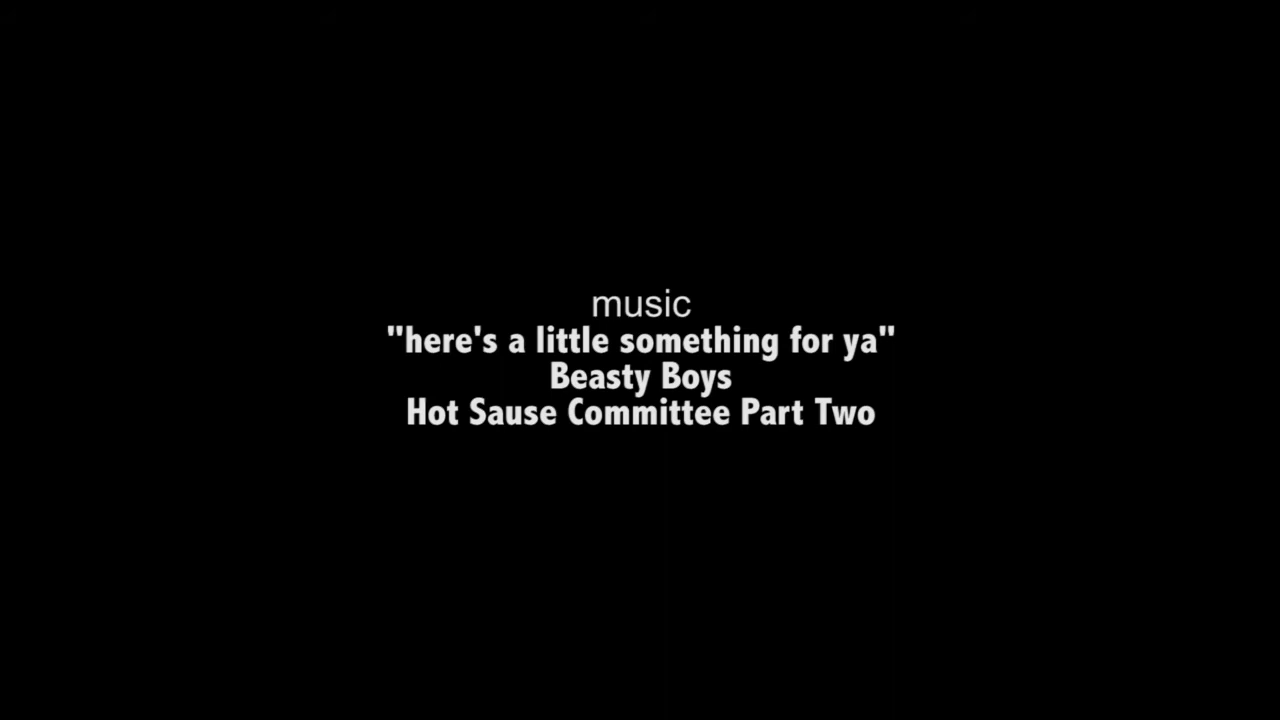 music
"here's a little something for ya"
Beasty Boys
Hot Sause Committee Part Two